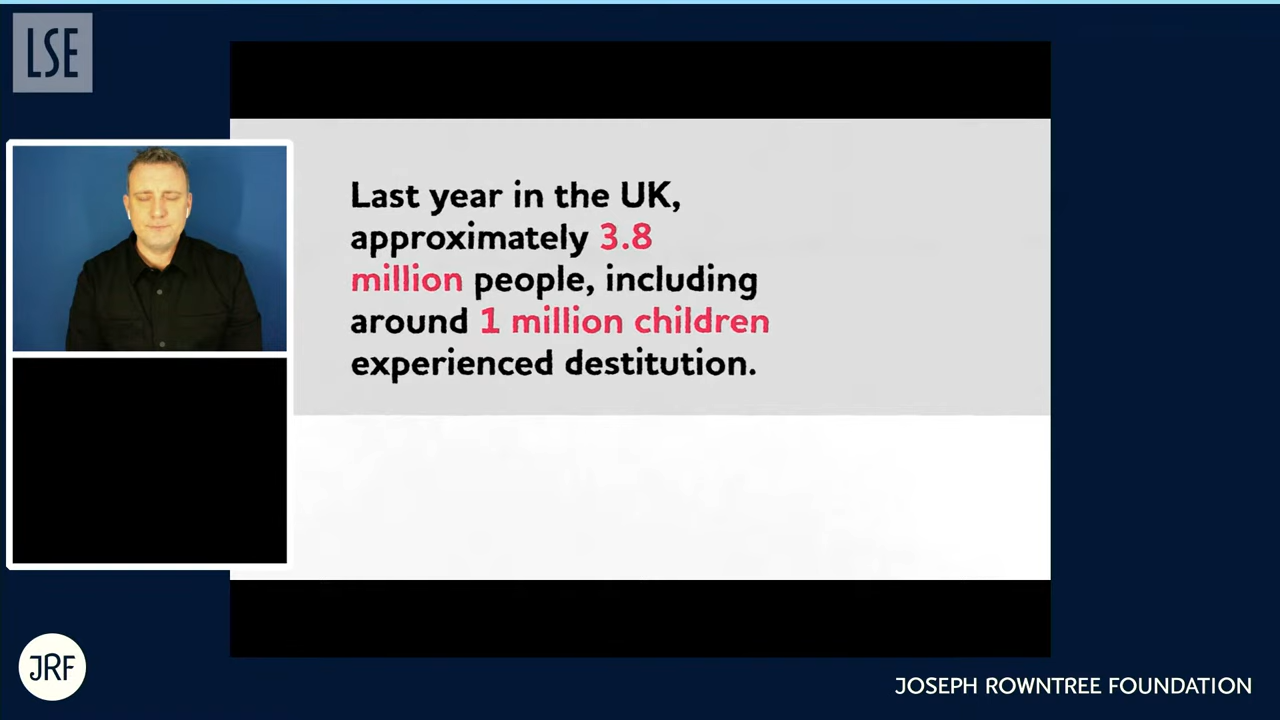 LSE
Last year in the UK,
approximately 3.8
million people, including
around 1 million children
experienced destitution.
JRF
JOSEPH ROWNTREE FOUNDATION